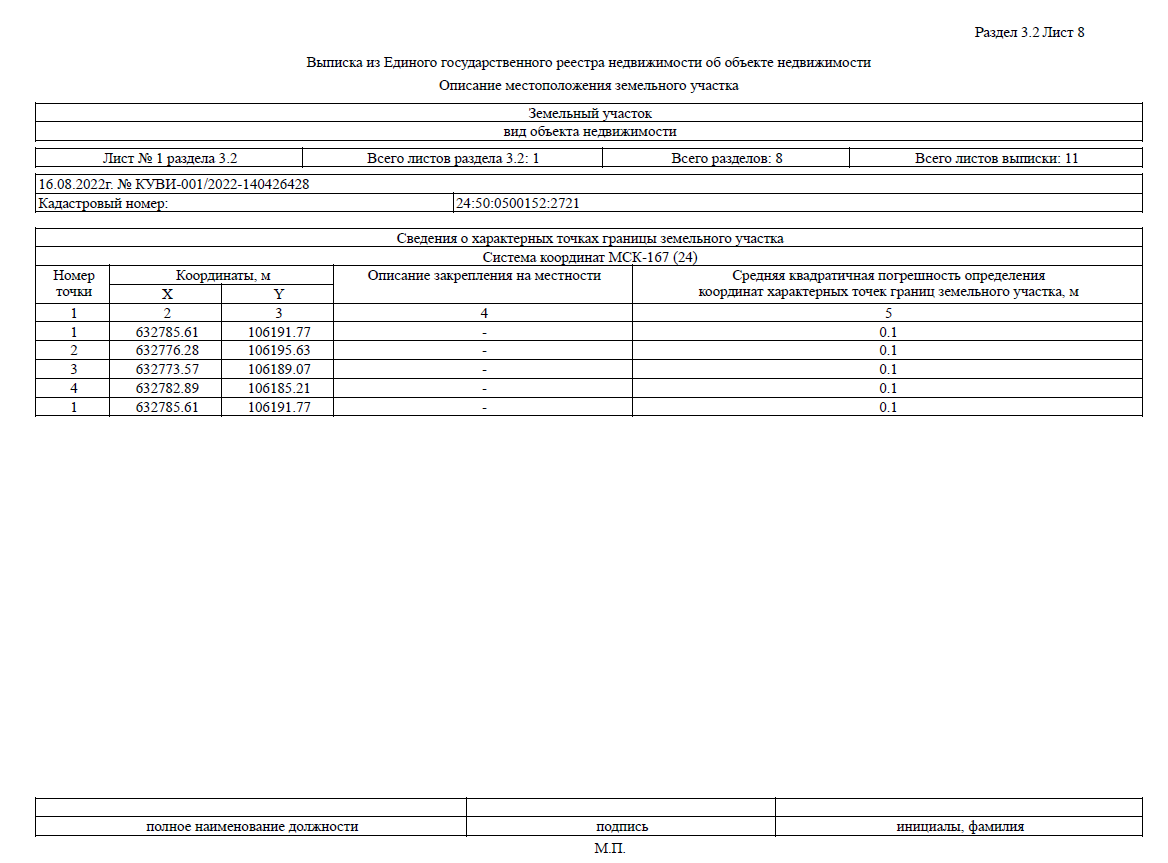 Раздел 3.2 Лист 8
Выписка из Единого государственного реестра недвижимости об объекте недвижимости
Описание местоположения земельного участка
Земельный участок
вид объекта недвижимости
Лист № 1 раздела 3.2 Всего листов раздела 3.2: 1 Всего разделов: 8 Всего листов выписки: 11
16.08.2022г. № КУВИ-001/2022-140426428
Кадастровый номер: 24:50:0500152:2721
Сведения о характерных точках границы земельного участка
Система координат МСК-167 (24)
Номер точки Координаты, м Описание закрепления на местности Средняя квадратичная погрешность определения координат характерных точек границ земельного участка, м
X Y
1 2 3 4 5
1 632785.61 106191.77 - 0.1
2 632776.28 106195.63 - 0.1
3 632773.57 106189.07 - 0.1
4 632782.89 106185.21 - 0.1
1 632785.61 106191.77 - 0.1
полное наименование должности подпись инициалы, фамилия
М.П.